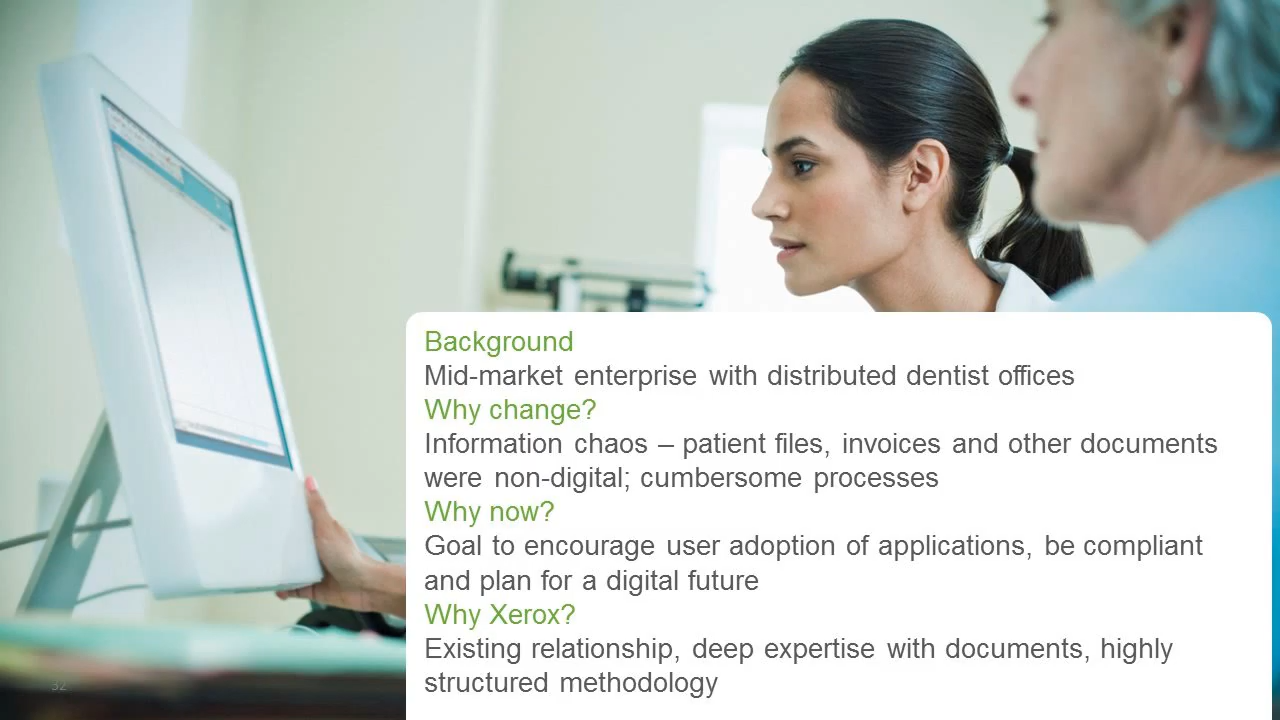 Background
Mid-market enterprise with distributed dentist offices
Why change?
Information chaos – patient files, invoices and other documents
were non-digital; cumbersome processes
Why now?
Goal to encourage user adoption of applications, be compliant
and plan for a digital future
Why Xerox?
Existing relationship, deep expertise with documents, highly
structured methodology
32